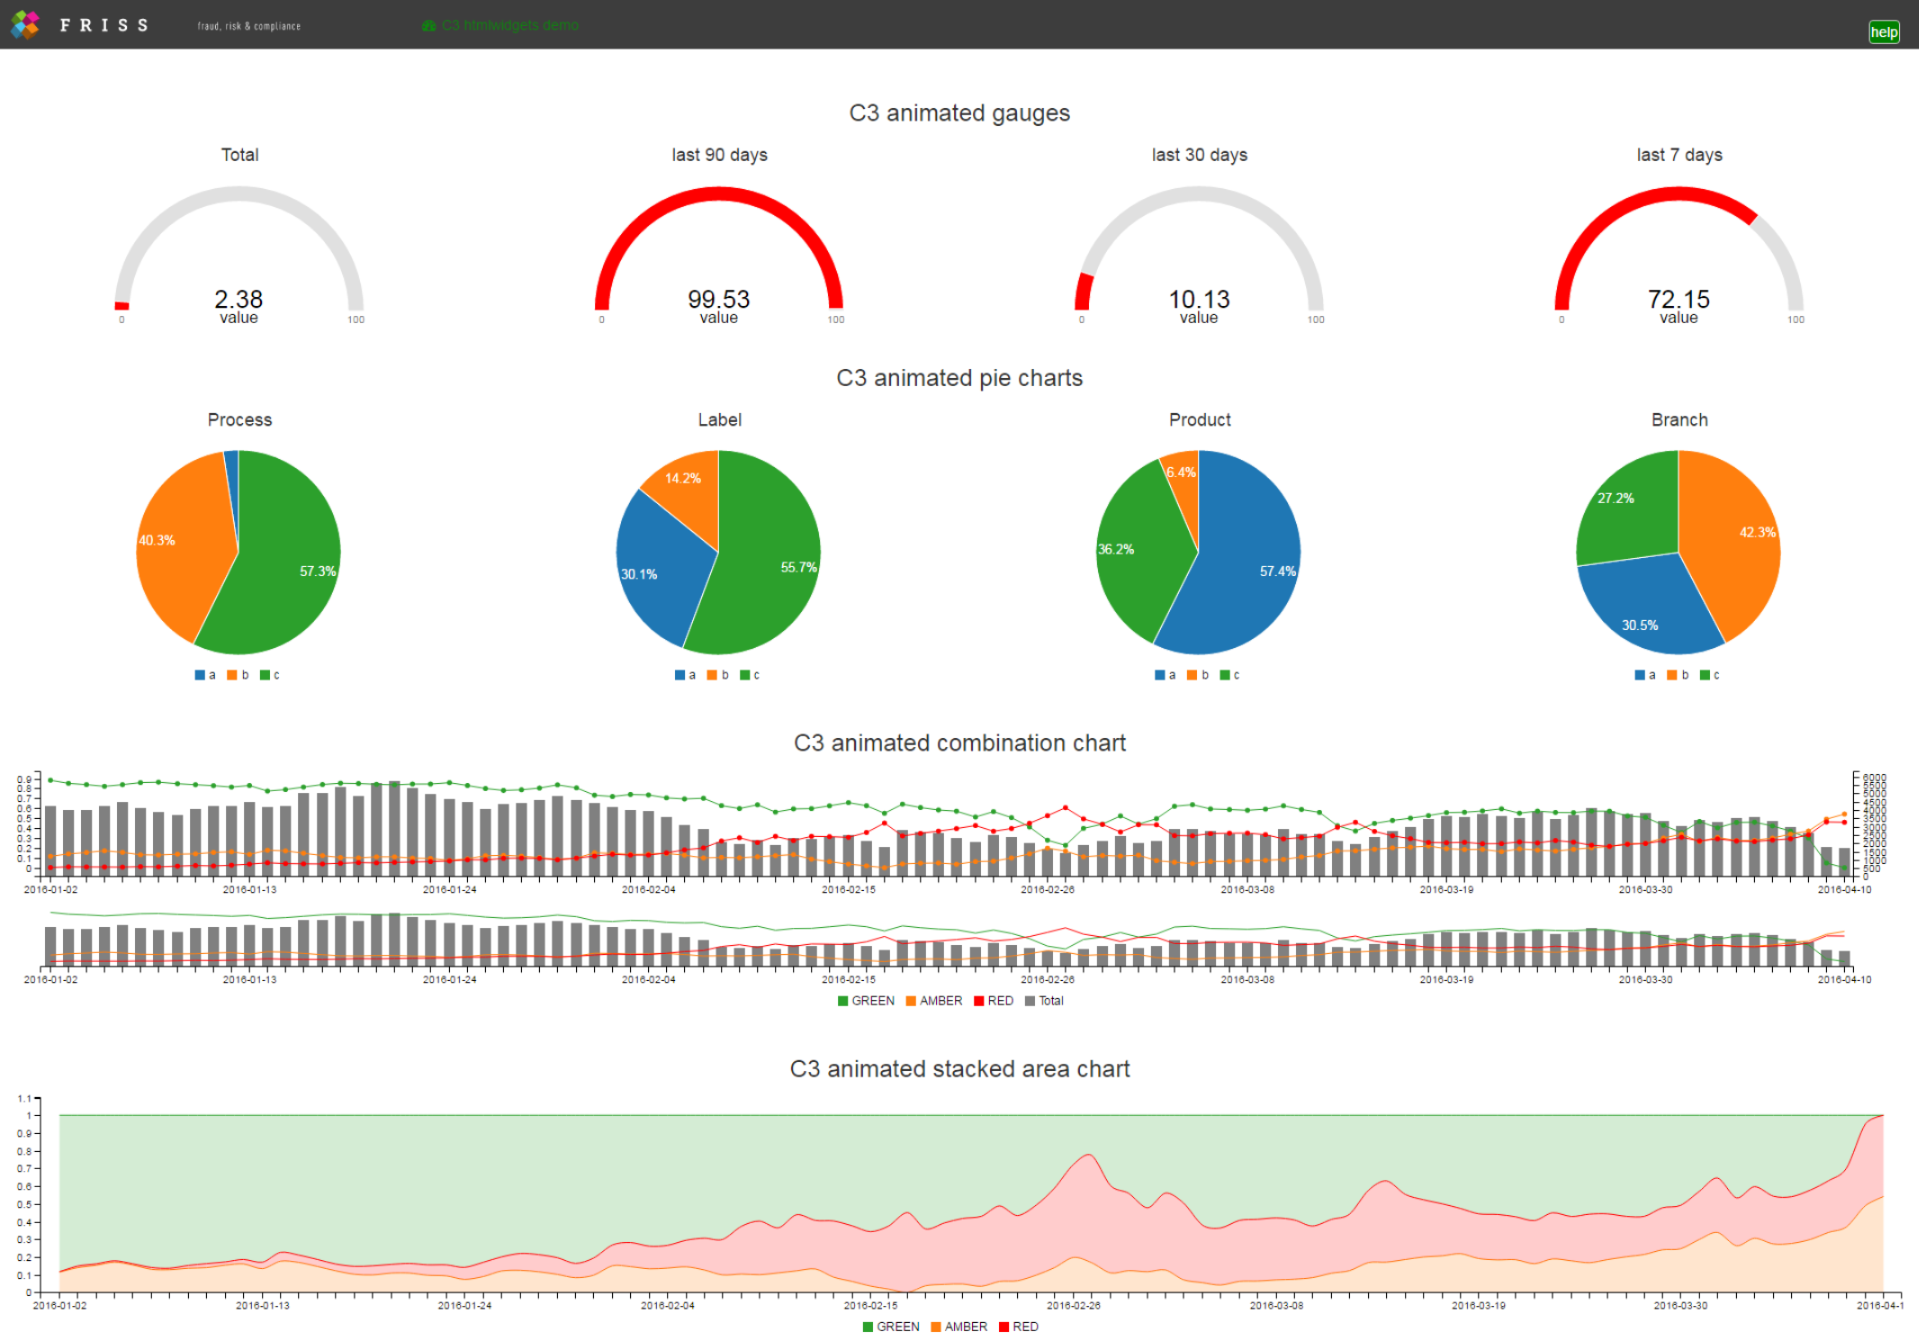 FRISS fraud, risk & compliance C3 htmlwidgets demo help
C3 animated gauges
Total last 90 days last 30 days last 7 days
2.38 99.53 10.13 72.15
value value value value
0 100 0 100 0 100 0 100
C3 animated pie charts
Process Label Product Branch
40.3% 57.3% 14.2% 30.1% 55.7% 6.4% 36.2% 57.4% 27.2% 42.3% 30.5%
a b c a b c a b c a b c
C3 animated combination chart
0.9 6000
0.8 5500
0.7 5000
0.6 4500
0.5 4000
0.4 3500
0.3 3000
0.2 2500
0.1 2000
0 1500
1000
500
0
2016-01-02 2016-01-13 2016-01-24 2016-02-04 2016-02-15 2016-02-26 2016-03-08 2016-03-19 2016-03-30 2016-04-10
2016-01-02 2016-01-13 2016-01-24 2016-02-04 2016-02-15 2016-02-26 2016-03-08 2016-03-19 2016-03-30 2016-04-10
GREEN AMBER RED Total
C3 animated stacked area chart
1.1
1
0.9
0.8
0.7
0.6
0.5
0.4
0.3
0.2
0.1
0
2016-01-02 2016-01-13 2016-01-24 2016-02-04 2016-02-15 2016-02-26 2016-03-08 2016-03-19 2016-03-30 2016-04-1
GREEN AMBER RED